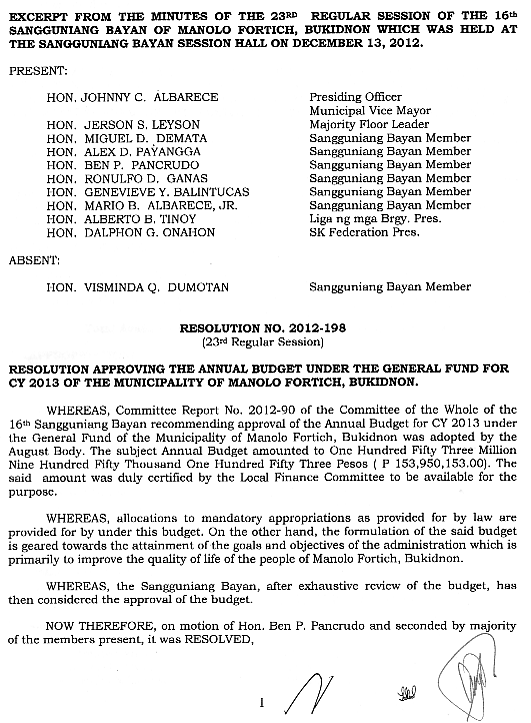 EXCERPT FROM THE MINUTES OF THE 23RD REGULAR SESSION OF THE 16th
SANGGUNIANG BAYAN OF MANOLO FORTICH, BUKIDNON WHICH WAS HELD AT
THE SANGGUNIANG BAYAN SESSION HALL ON DECEMBER 13, 2012.
PRESENT:
HON. JOHNNY C. ALBARECE Presiding Officer
Municipal Vice Mayor
HON. JERSON S. LEYSON Majority Floor Leader
HON. MIGUEL D. DEMATA Sangguniang Bayan Member
HON. ALEX D. PAYANGGA Sangguniang Bayan Member
HON. BEN P. PANCRUDO Sangguniang Bayan Member
HON. RONULFO D. GANAS Sangguniang Bayan Member
HON. GENEVIEVE Y. BALINTUCAS Sangguniang Bayan Member
HON. MARIO B. ALBARECE, JR. Sangguniang Bayan Member
HON. ALBERTO B. TINOY Liga ng mga Brgy. Pres.
HON. DALPHON G. ONAHON SK Federation Pres.
ABSENT:
HON. VISMINDA Q. DUMOTAN Sangguniang Bayan Member
RESOLUTION NO. 2012-198
(23rd Regular Session)
RESOLUTION APPROVING THE ANNUAL BUDGET UNDER THE GENERAL FUND FOR
CY 2013 OF THE MUNICIPALITY OF MANOLO FORTICH, BUKIDNON.
WHEREAS, Committee Report No. 2012-90 of the Committee of the Whole of the
16th Sangguniang Bayan recommending approval of the Annual Budget for CY 2013 under
the General Fund of the Municipality of Manolo Fortich, Bukidnon was adopted by the
August Body. The subject Annual Budget amounted to One Hundred Fifty Three Million
Nine Hundred Fifty Thousand One Hundred Fifty Three Pesos ( P 153,950,153.00). The
said amount was duly certified by the Local Finance Committee to be available for the
purpose.
WHEREAS, allocations to mandatory appropriations as provided for by law are
provided for by under this budget. On the other hand, the formulation of the said budget
is geared towards the attainment of the goals and objectives of the administration which is
primarily to improve the quality of life of the people of Manolo Fortich, Bukidnon.
WHEREAS, the Sangguniang Bayan, after exhaustive review of the budget, has
then considered the approval of the budget.
NOW THEREFORE, on motion of Hon. Ben P. Pancrudo and seconded by majority
of the members present, it was RESOLVED,
1